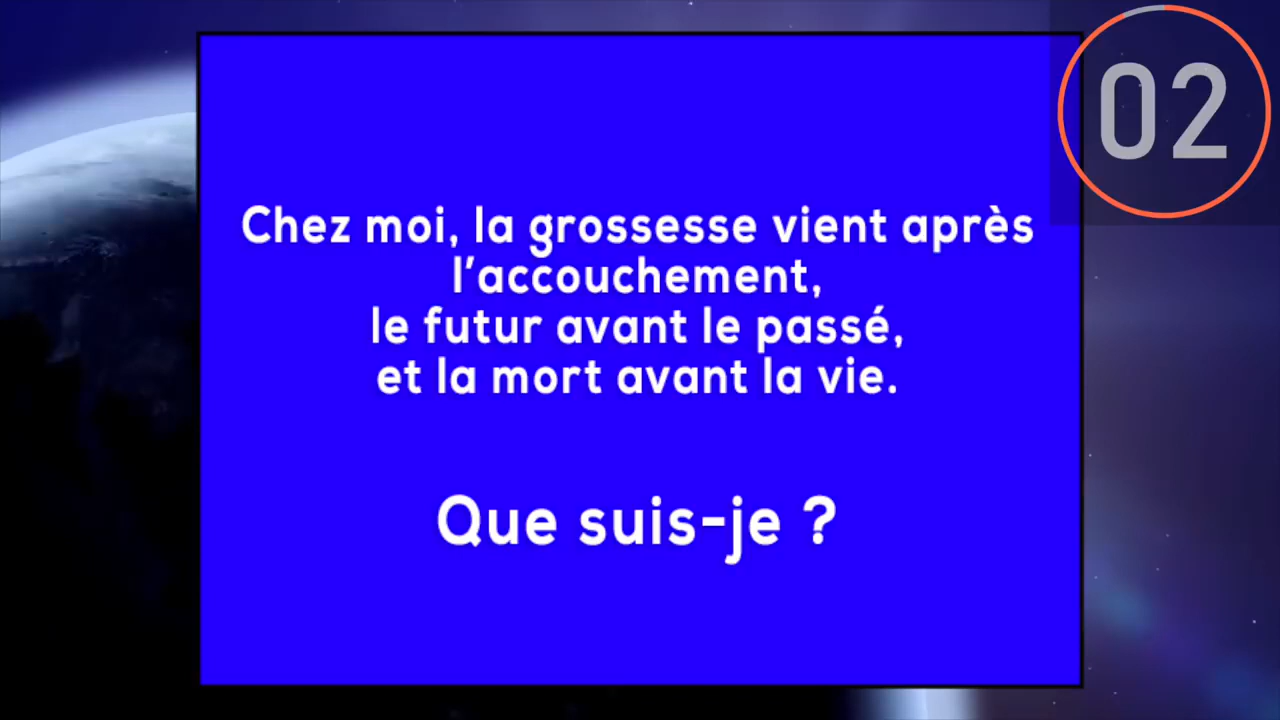 02
Chez moi, la grossesse vient après
l'accouchement,
le futur avant le passé,
et la mort avant la vie.
Que suis-je ?